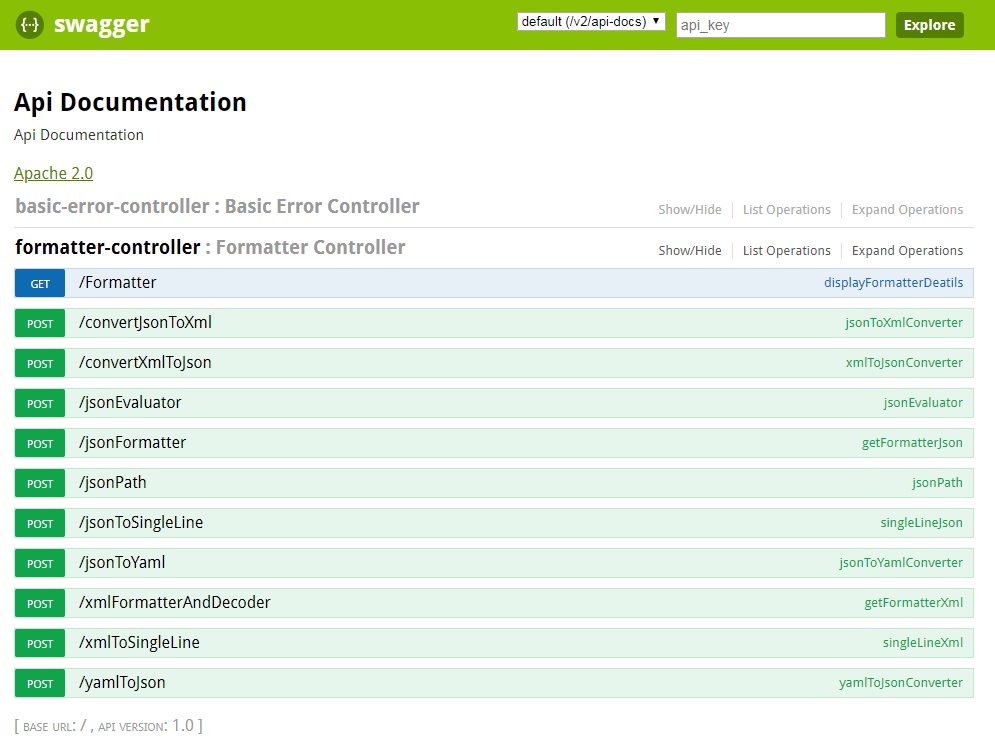 {···} swagger default (/v2/api-docs) ▼ api_key Explore
Api Documentation
Api Documentation
Apache 2.0
basic-error-controller : Basic Error Controller Show/Hide List Operations Expand Operations
formatter-controller : Formatter Controller Show/Hide List Operations Expand Operations
GET /Formatter displayFormatterDeatils
POST /convertJsonToXml jsonToXmlConverter
POST /convertXmlToJson xmlToJsonConverter
POST /jsonEvaluator jsonEvaluator
POST /jsonFormatter getFormatterJson
POST /jsonPath jsonPath
POST /jsonToSingleLine singleLineJson
POST /jsonToYaml jsonToYamlConverter
POST /xmlFormatterAndDecoder getFormatterXml
POST /xmlToSingleLine singleLineXml
POST /yamlToJson yamlToJsonConverter
[ BASE URL: / , API VERSION: 1.0 ]